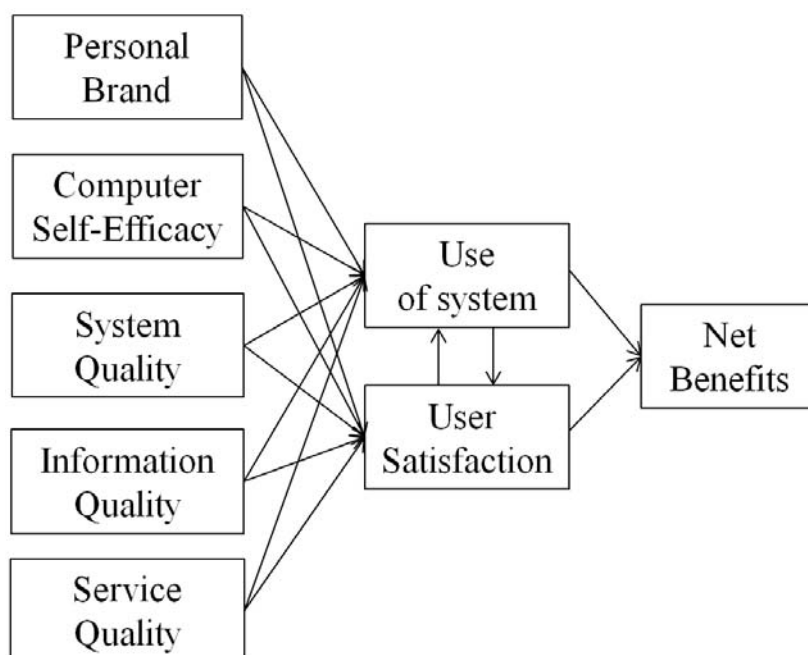 Personal
Brand
Computer
Self-Efficacy
System
Quality
Information
Quality
Service
Quality
Use
of system
User
Satisfaction
Net
Benefits